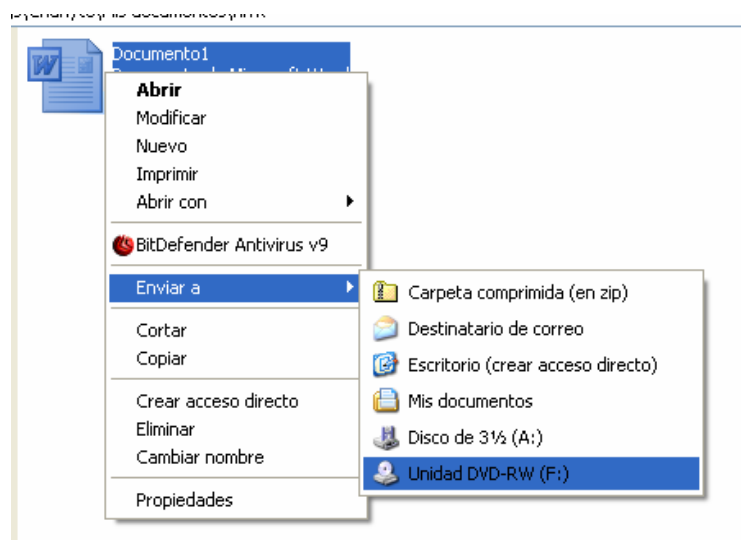 Documento1
Abrir
Modificar
Nuevo
Imprimir
Abrir con
BitDefender Antivirus v9
Enviar a
Carpeta comprimida (en zip)
Destinatario de correo
Escritorio (crear acceso directo)
Mis documentos
Disco de 3½ (A:)
Unidad DVD-RW (F:)
Cortar
Copiar
Crear acceso directo
Eliminar
Cambiar nombre
Propiedades